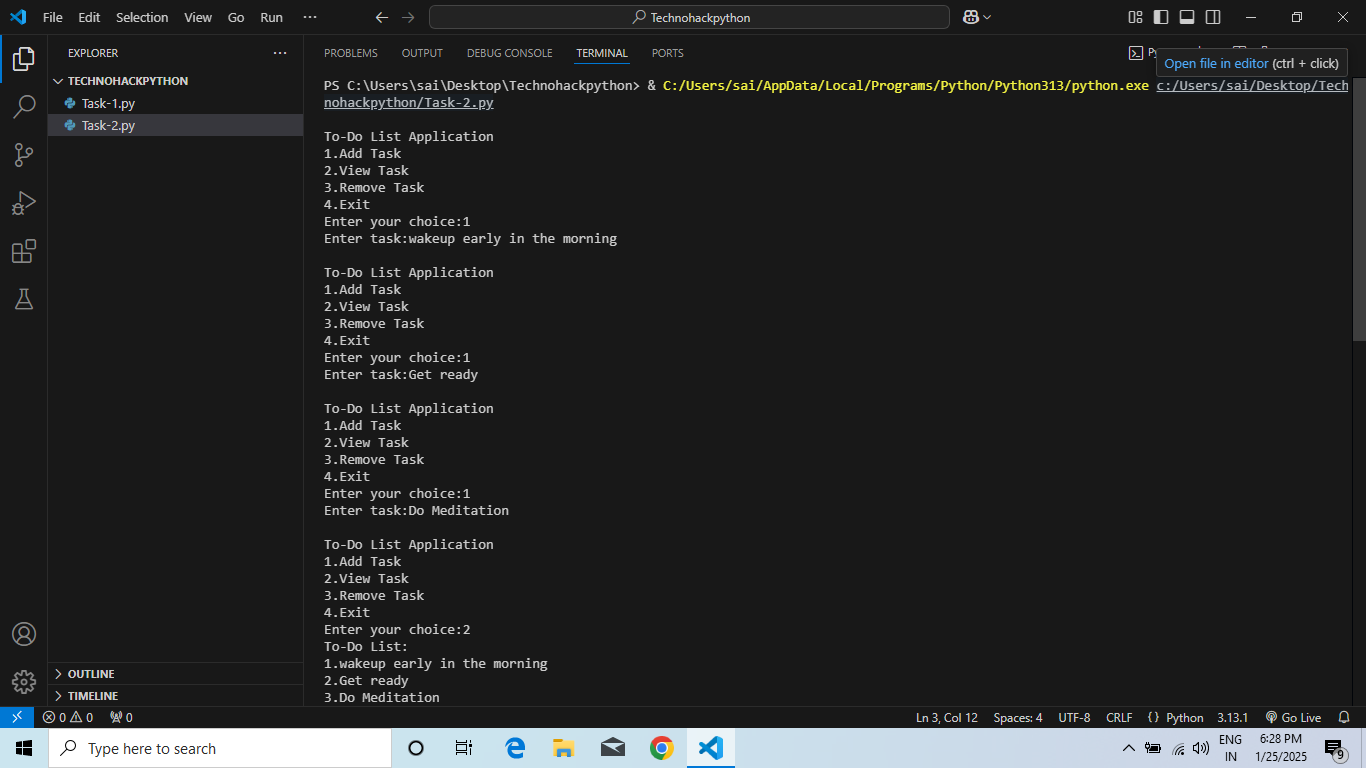 File Edit Selection View Go Run ··· Technohackpython
EXPLORER ···
TECHNOHACKPYTHON
Task-1.py
Task-2.py
OUTLINE
TIMELINE
PROBLEMS OUTPUT DEBUG CONSOLE TERMINAL PORTS
Open file in editor (ctrl + click)
PS C:\Users\sai\Desktop\Technohackpython> & C:/Users/sai/AppData/Local/Programs/Python/Python313/python.exe c:/Users/sai/Desktop/Tech
nohackpython/Task-2.py
To-Do List Application
1.Add Task
2.View Task
3.Remove Task
4.Exit
Enter your choice:1
Enter task:wakeup early in the morning
To-Do List Application
1.Add Task
2.View Task
3.Remove Task
4.Exit
Enter your choice:1
Enter task:Get ready
To-Do List Application
1.Add Task
2.View Task
3.Remove Task
4.Exit
Enter your choice:1
Enter task:Do Meditation
To-Do List Application
1.Add Task
2.View Task
3.Remove Task
4.Exit
Enter your choice:2
To-Do List:
1.wakeup early in the morning
2.Get ready
3.Do Meditation
0 0 0 Ln 3, Col 12 Spaces: 4 UTF-8 CRLF {} Python 3.13.1 Go Live
Type here to search
ENG
IN
6:28 PM
1/25/2025
9